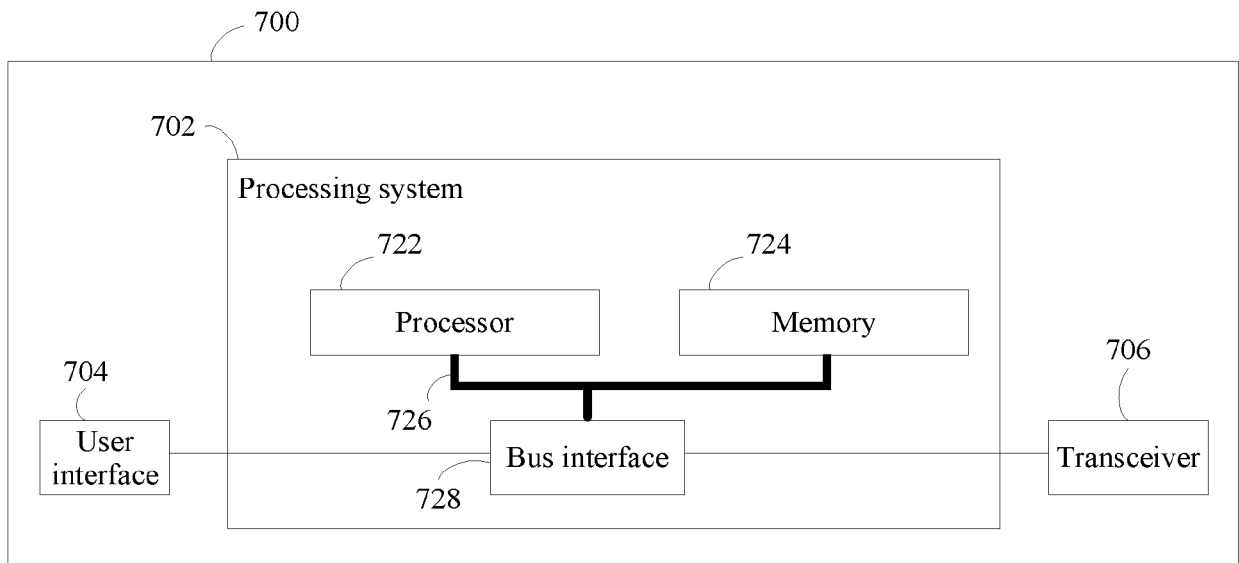 700
702
Processing system
722
724
Processor
Memory
704
706
726
User
interface
Bus interface
Transceiver
728